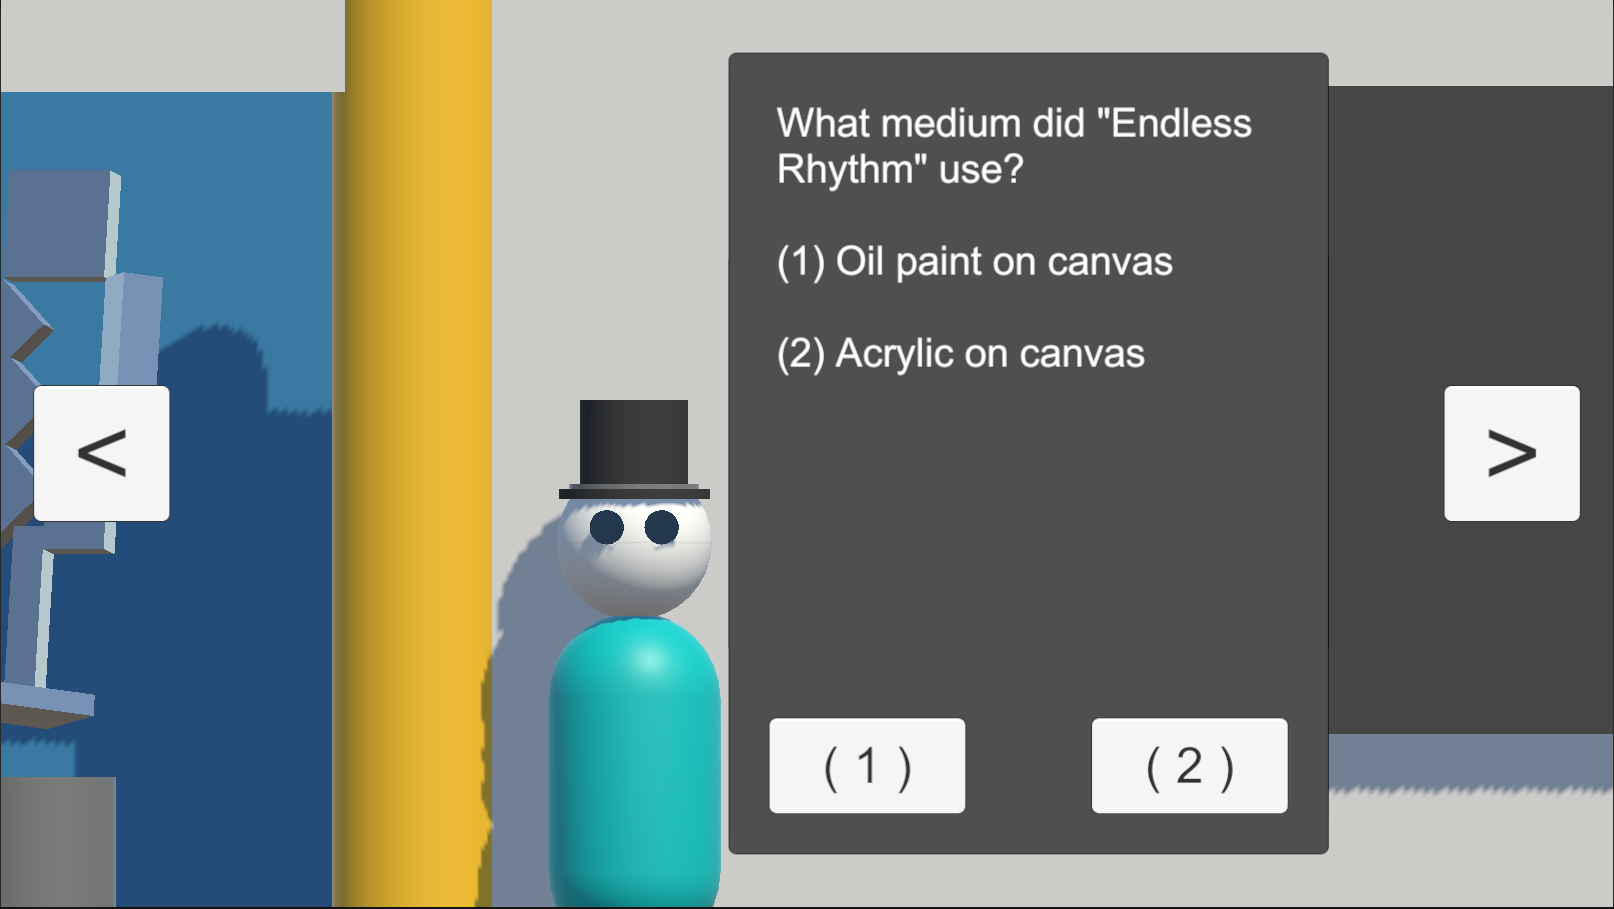 What medium did "Endless
Rhythm" use?
(1) Oil paint on canvas
(2) Acrylic on canvas
<
>
( 1 )
( 2 )